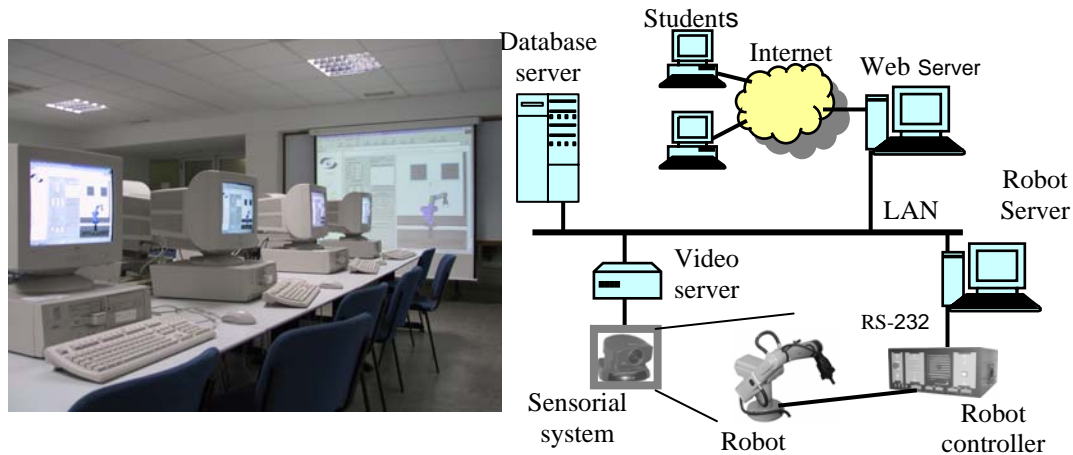 Students
Database
server
Internet
Web Server
Robot
Server
LAN
Video
server
RS-232
Sensorial
system
Robot
Robot
controller